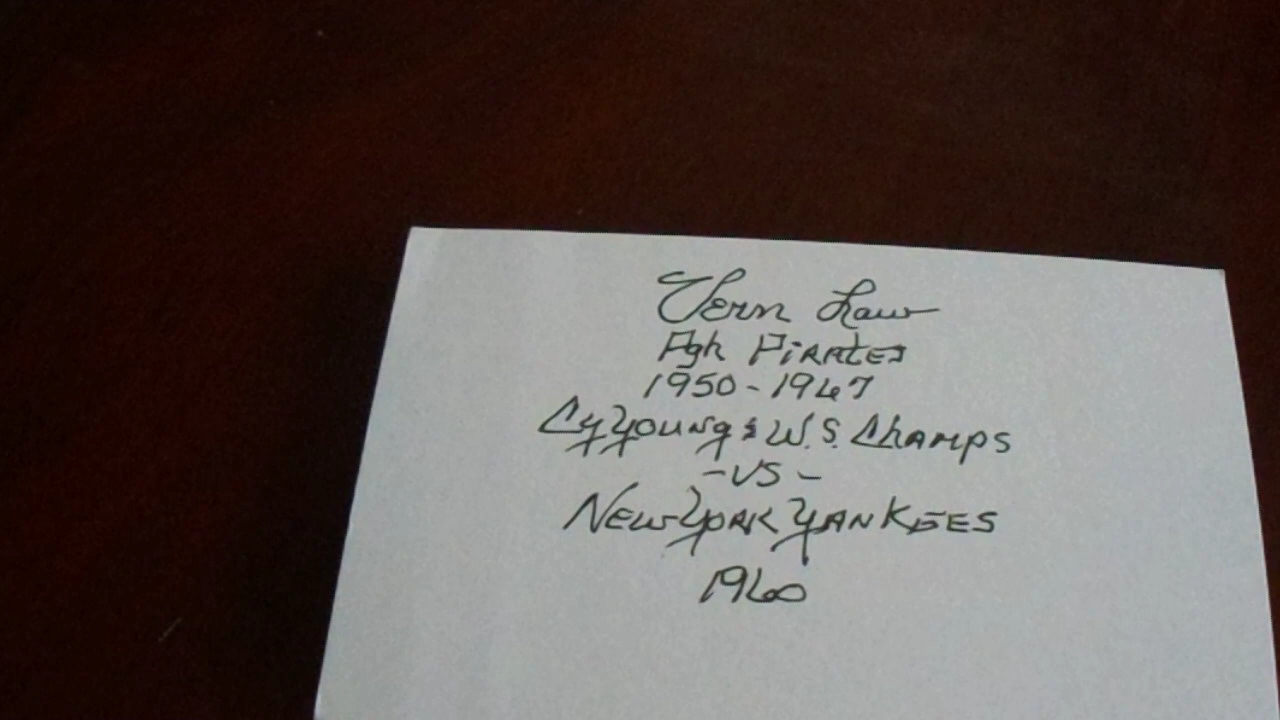 Vern Law
Pgh Pirates
1950-1967
Cy Young & W.S. Champs
-VS-
New York Yankees
1960